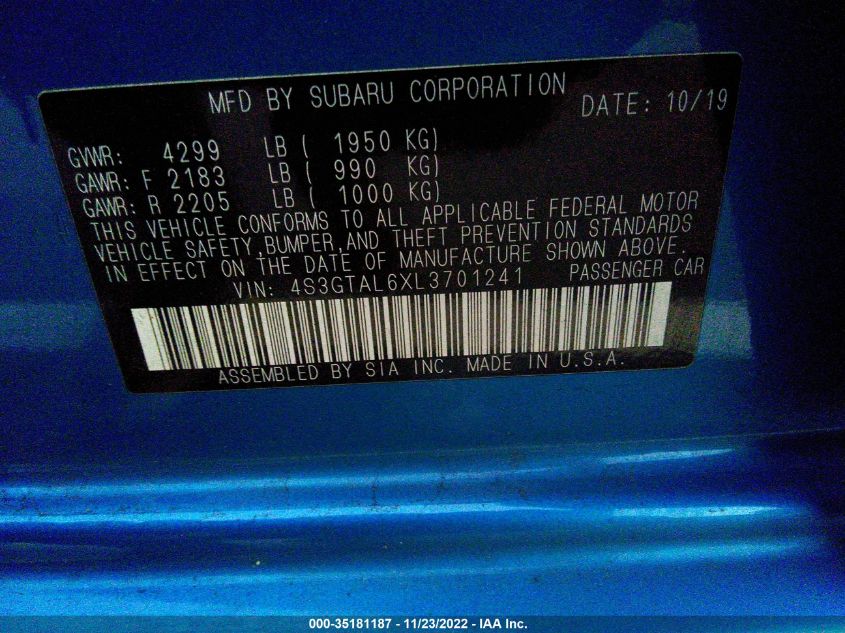 MFD BY SUBARU CORPORATION DATE: 10/19
GVWR: 4299 LB ( 1950 KG)
GAWR: F 2183 LB ( 990 KG)
GAWR: R 2205 LB ( 1000 KG)
THIS VEHICLE CONFORMS TO ALL APPLICABLE FEDERAL MOTOR
VEHICLE SAFETY,BUMPER,AND THEFT PREVENTION STANDARDS
IN EFFECT ON THE DATE OF MANUFACTURE SHOWN ABOVE.
VIN: 4S3GTAL6XL3701241 PASSENGER CAR
ASSEMBLED BY SIA INC. MADE IN U.S.A.
000-35181187 - 11/23/2022 - IAA Inc.